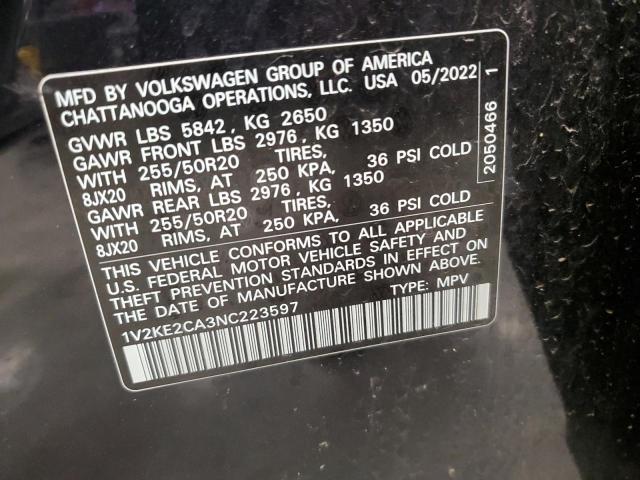 MFD BY VOLKSWAGEN GROUP OF AMERICA
CHATTANOOGA OPERATIONS, LLC. USA 05/2022
GVWR LBS 5842, KG 2650
GAWR FRONT LBS 2976, KG 1350
WITH 255/50R20 TIRES,
8JX20 RIMS, AT 250 KPA, 36 PSI COLD
GAWR REAR LBS 2976, KG 1350
WITH 255/50R20 TIRES,
8JX20 RIMS, AT 250 KPA, 36 PSI COLD
THIS VEHICLE CONFORMS TO ALL APPLICABLE
U.S. FEDERAL MOTOR VEHICLE SAFETY AND
THEFT PREVENTION STANDARDS IN EFFECT ON
THE DATE OF MANUFACTURE SHOWN ABOVE.
1V2KE2CA3NC223597 TYPE: MPV
2050466 1